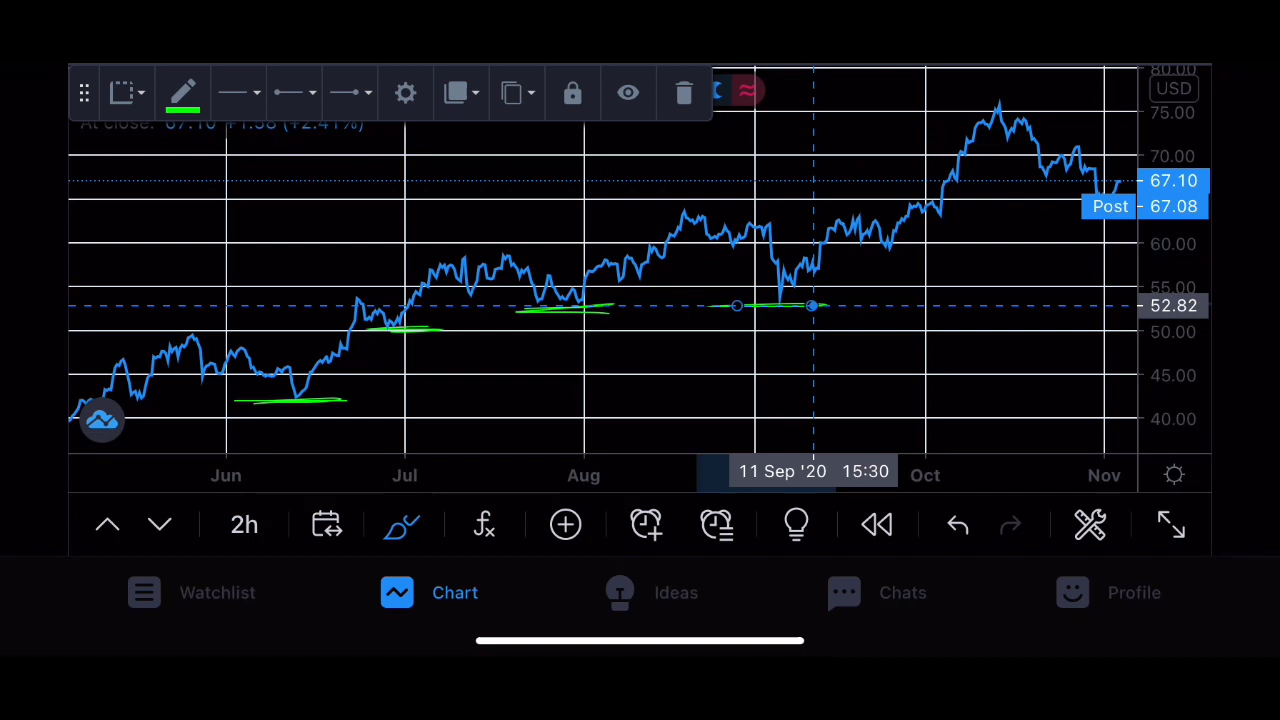 80.00
USD
At close: 67.10 +1.58 (+2.41%)
75.00
70.00
67.10
Post 67.08
60.00
55.00
52.82
50.00
45.00
40.00
Jun Jul Aug 11 Sep '20 15:30 Oct Nov
2h
Watchlist Chart Ideas Chats Profile